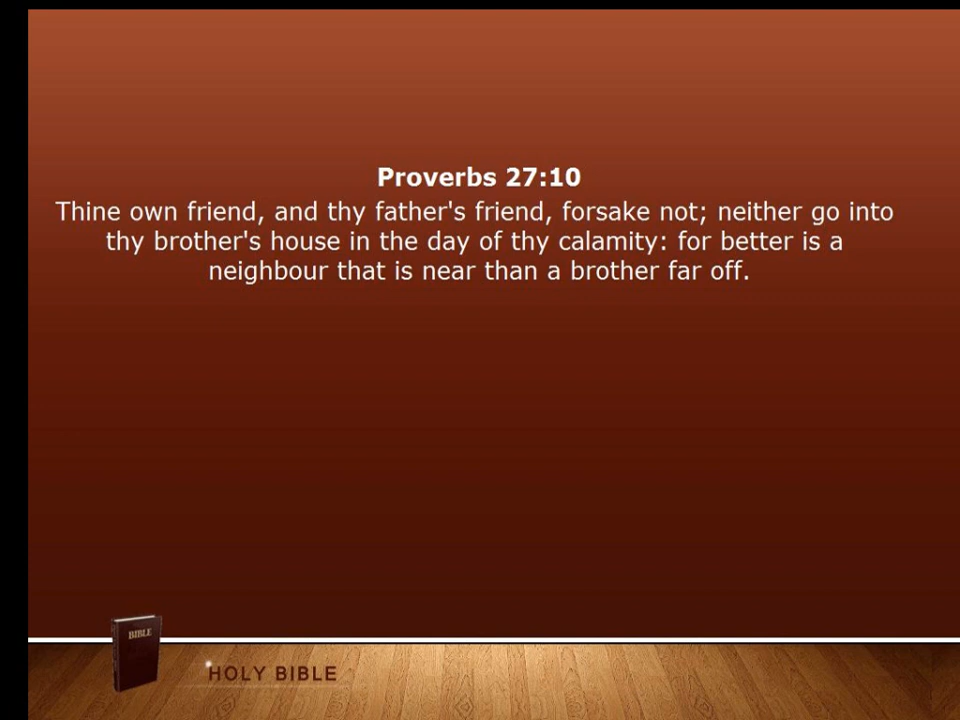 Proverbs 27:10
Thine own friend, and thy father's friend, forsake not; neither go into
thy brother's house in the day of thy calamity: for better is a
neighbour that is near than a brother far off.
BIBLE
HOLY BIBLE